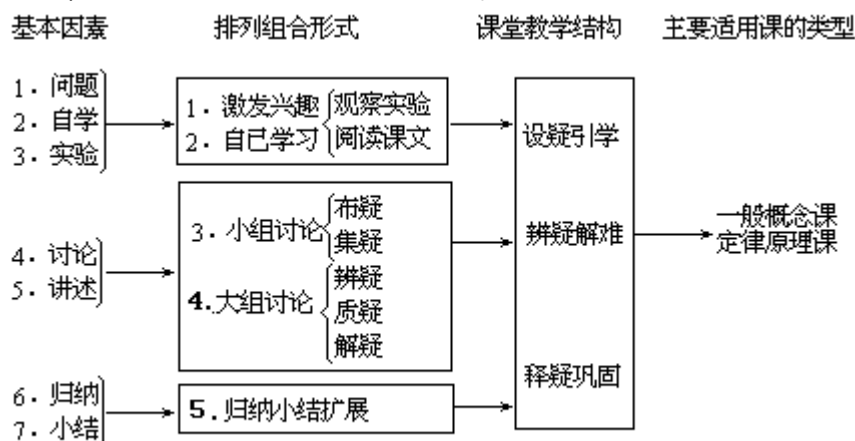 基本因素 排列组合形式 课堂教学结构 主要适用课的类型
1．问题
2．自学
3．实验
1．激发兴趣 观察实验
2．自已学习 阅读课文
设疑引学
4．讨论
5．讲述
3．小组讨论 布疑
集疑
4．大组讨论 辨疑
质疑
解疑
辨疑解难
一般概念课
定律原理课
6．归纳
7．小结
5．归纳小结扩展
释疑巩固